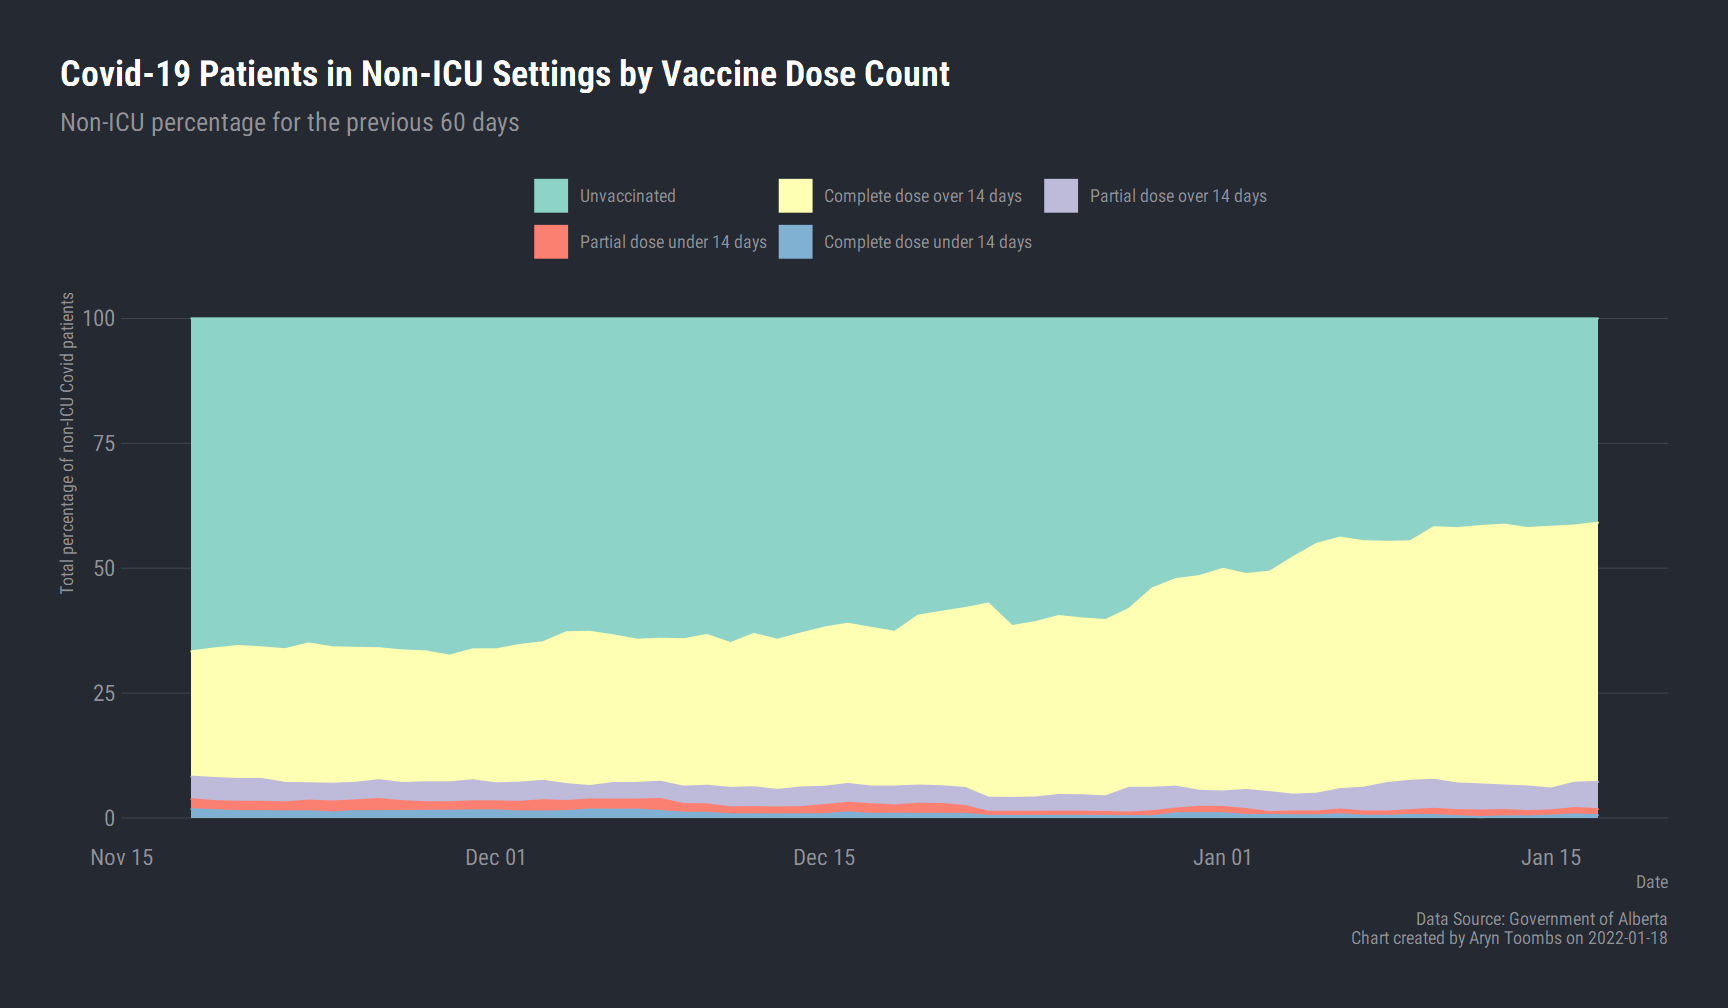 Covid-19 Patients in Non-ICU Settings by Vaccine Dose Count
Non-ICU percentage for the previous 60 days
Unvaccinated
Complete dose over 14 days
Partial dose over 14 days
Partial dose under 14 days
Complete dose under 14 days
Total percentage of non-ICU Covid patients
100
75
50
25
0
Nov 15
Dec 01
Dec 15
Jan 01
Jan 15
Date
Data Source: Government of Alberta
Chart created by Aryn Toombs on 2022-01-18